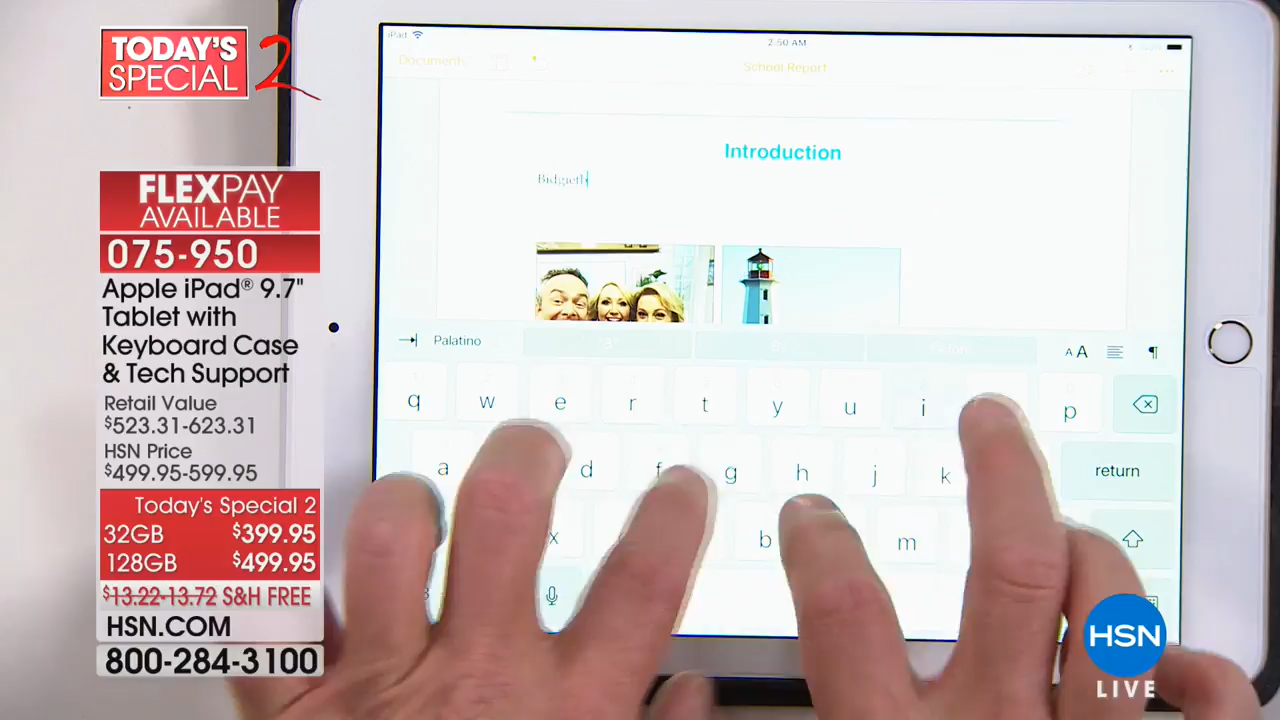 TODAY'S
SPECIAL 2
FLEXPAY
AVAILABLE
075-950
Apple iPad® 9.7"
Tablet with
Keyboard Case
& Tech Support
Retail Value
$523.31-623.31
HSN Price
$499.95-599.95
Today's Special 2
32GB $399.95
128GB $499.95
$13.22-13.72 S&H FREE
HSN.COM
800-284-3100
iPad 2:50 AM
Documents School Report
Introduction
Palatino AA ¶
q w e r t y u i p
a d f g h j k return
x b m
HSN
LIVE